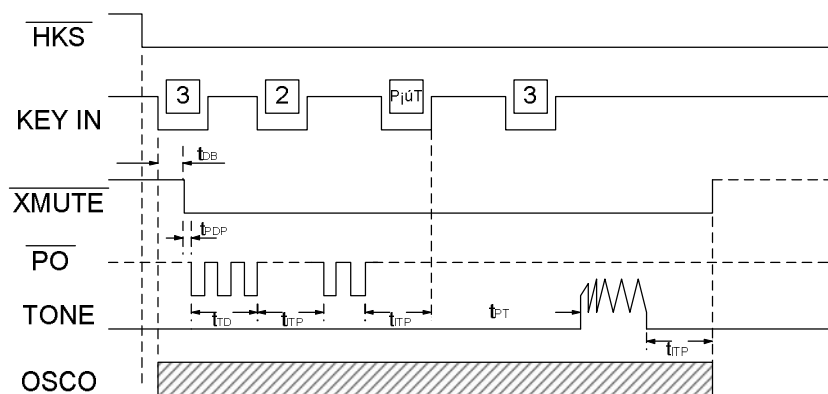 HKS
3 2 P¡úT 3
KEY IN
tDB
XMUTE
tPDP
PO
TONE
tTD tITP tITP tPT
tITP
OSCO